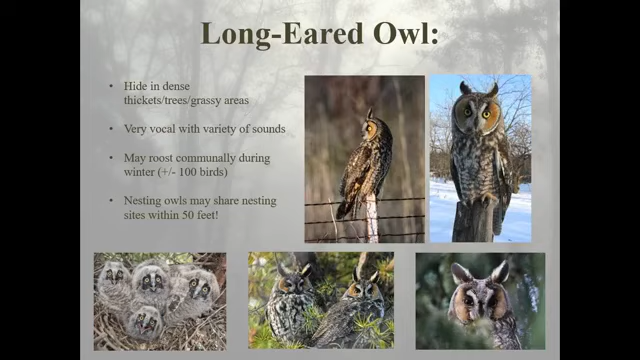 Long-Eared Owl:
• Hide in dense
thickets/trees/grassy areas
• Very vocal with variety of sounds
• May roost communally during
winter (+/- 100 birds)
• Nesting owls may share nesting
sites within 50 feet!